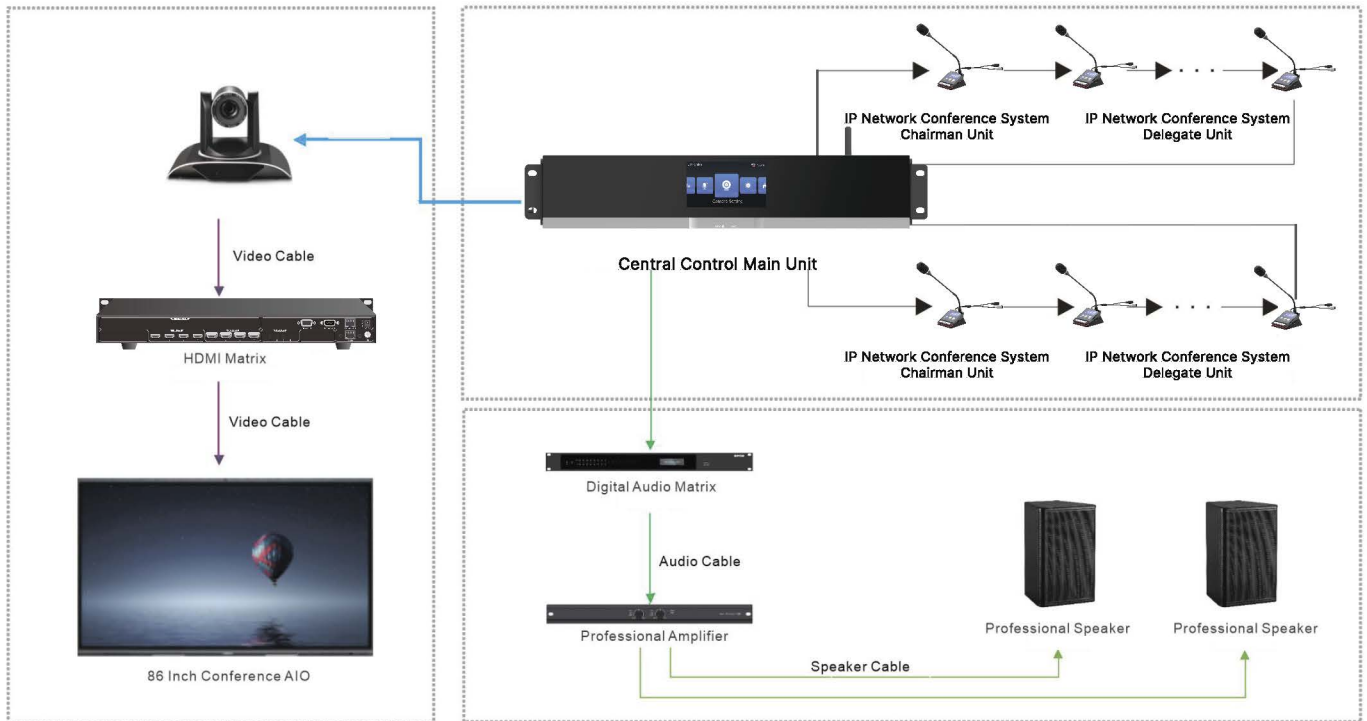 Video Cable
HDMI Matrix
Video Cable
86 Inch Conference AIO
IP Network Conference System
Chairman Unit
IP Network Conference System
Delegate Unit
Camera Setting
Central Control Main Unit
IP Network Conference System
Chairman Unit
IP Network Conference System
Delegate Unit
Digital Audio Matrix
Audio Cable
Professional Amplifier
Speaker Cable
Professional Speaker
Professional Speaker